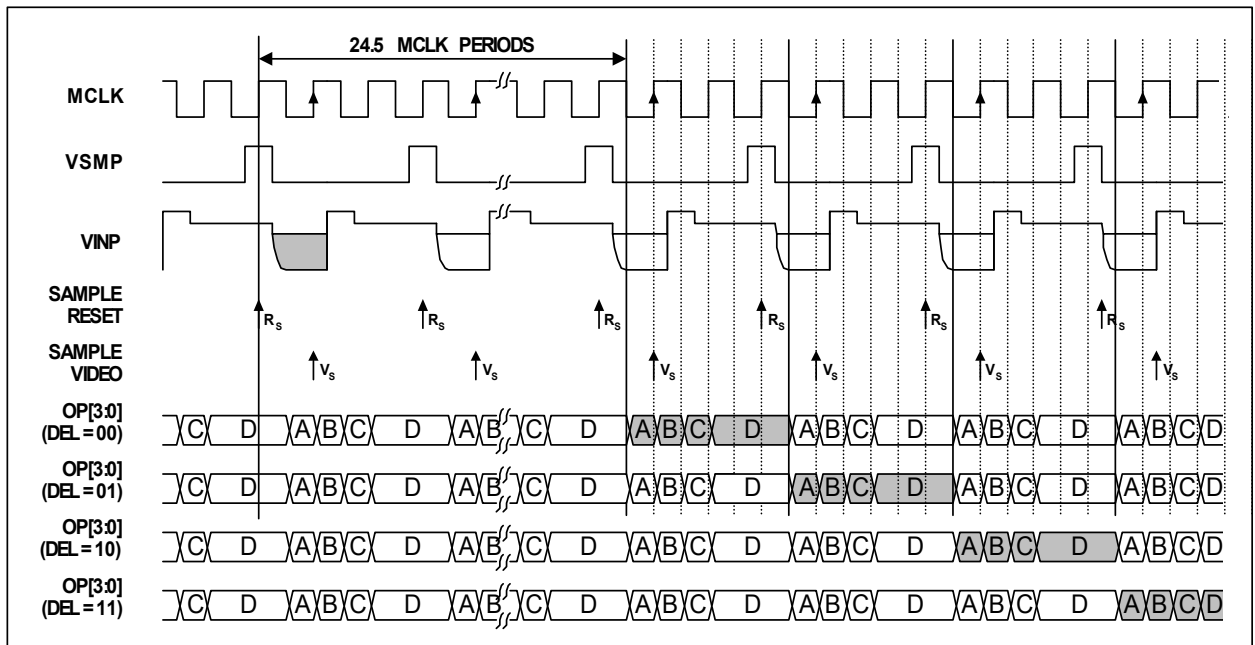 24.5 MCLK PERIODS
MCLK
VSMP
VINP
SAMPLE
RESET
R_S R_S R_S R_S R_S R_S
SAMPLE
VIDEO
V_S V_S V_S V_S V_S V_S
OP[3:0]
(DEL = 00)
C D A B C D A B C D A B C D A B C D A B C D A B C D
OP[3:0]
(DEL = 01)
C D A B C D A B C D A B C D A B C D A B C D A B C D
OP[3:0]
(DEL = 10)
C D A B C D A B C D A B C D A B C D A B C D A B C D
OP[3:0]
(DEL = 11)
C D A B C D A B C D A B C D A B C D A B C D A B C D